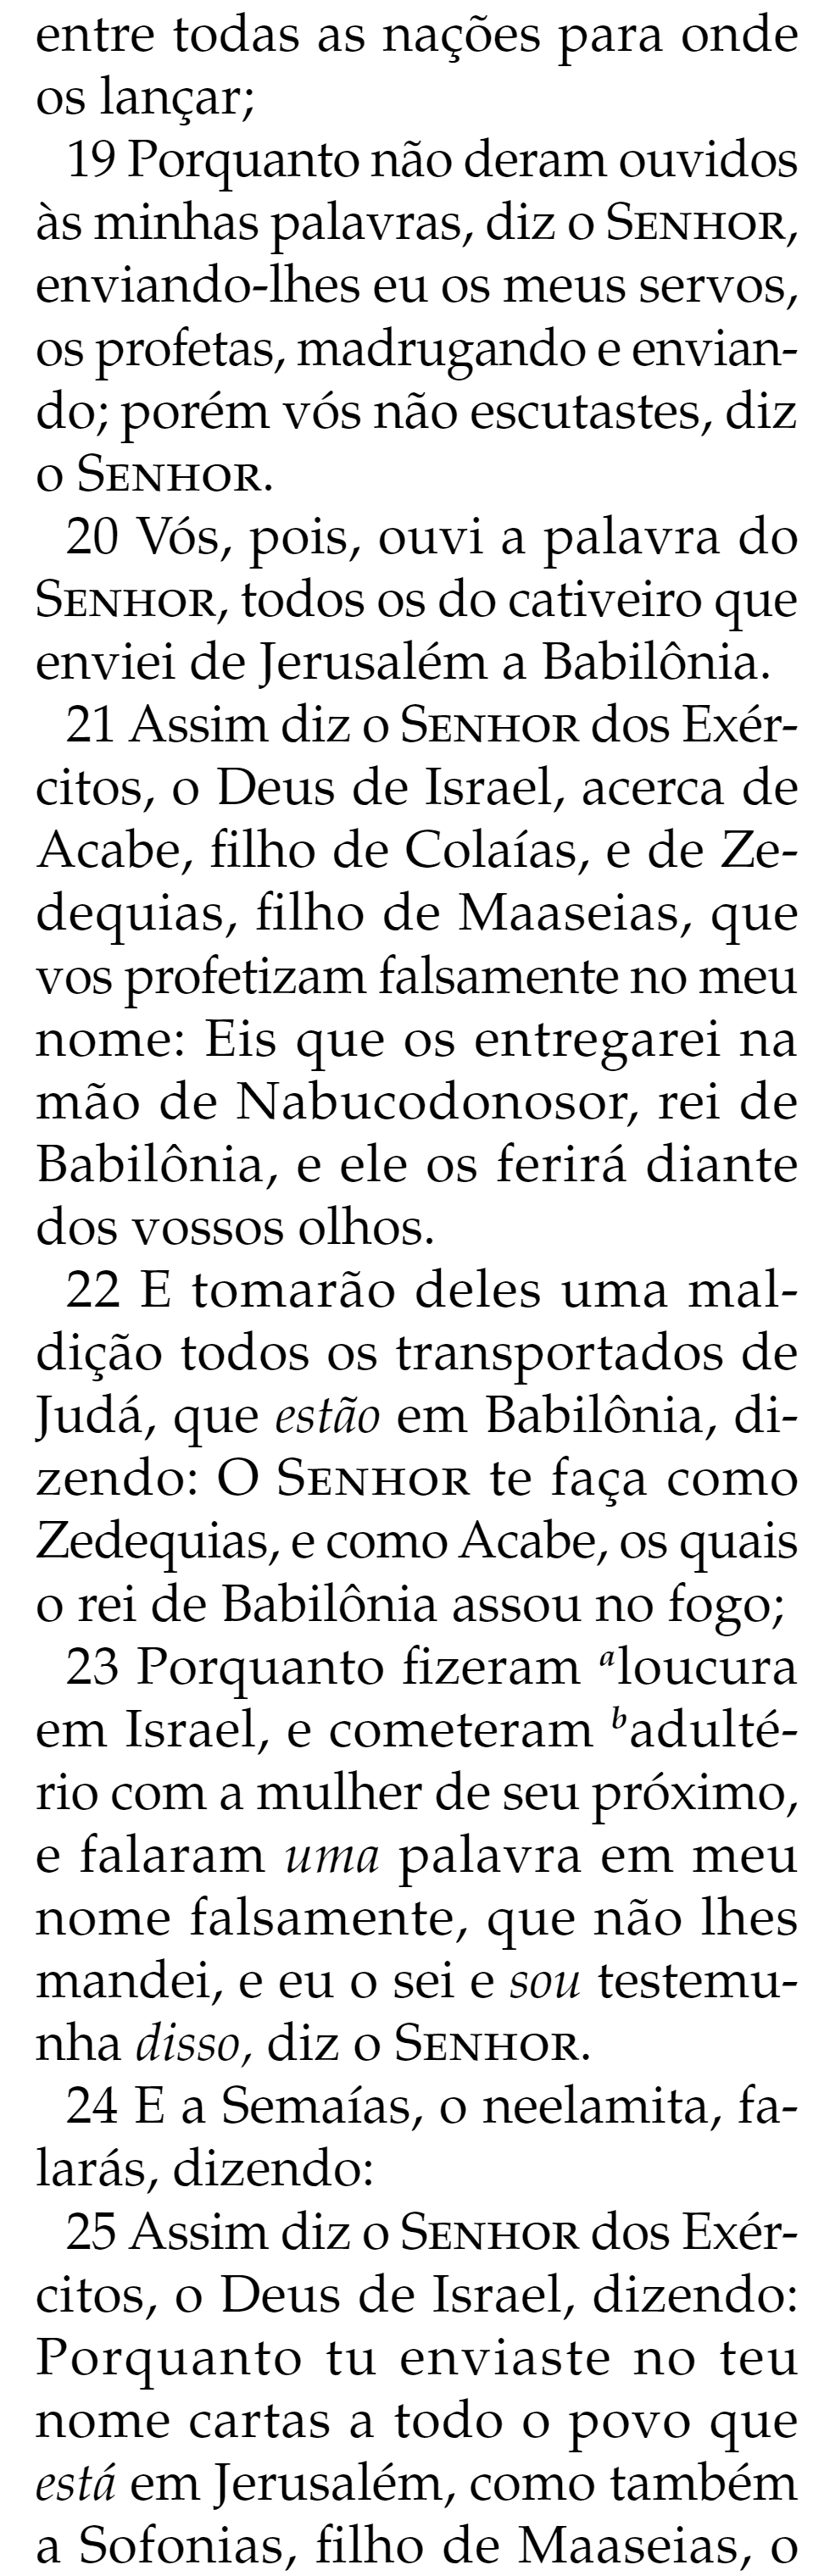 entre todas as nações para onde
os lançar;
19 Porquanto não deram ouvidos
às minhas palavras, diz o SENHOR,
enviando-lhes eu os meus servos,
os profetas, madrugando e envian-
do; porém vós não escutastes, diz
o SENHOR.
20 Vós, pois, ouvi a palavra do
SENHOR, todos os do cativeiro que
enviei de Jerusalém a Babilônia.
21 Assim diz o SENHOR dos Exér-
citos, o Deus de Israel, acerca de
Acabe, filho de Colaías, e de Ze-
dequias, filho de Maaseias, que
vos profetizam falsamente no meu
nome: Eis que os entregarei na
mão de Nabucodonosor, rei de
Babilônia, e ele os ferirá diante
dos vossos olhos.
22 E tomarão deles uma mal-
dição todos os transportados de
Judá, que estão em Babilônia, di-
zendo: O SENHOR te faça como
Zedequias, e como Acabe, os quais
o rei de Babilônia assou no fogo;
23 Porquanto fizeram aloucura
em Israel, e cometeram badulté-
rio com a mulher de seu próximo,
e falaram uma palavra em meu
nome falsamente, que não lhes
mandei, e eu o sei e sou testemu-
nha disso, diz o SENHOR.
24 E a Semaías, o neelamita, fa-
larás, dizendo:
25 Assim diz o SENHOR dos Exér-
citos, o Deus de Israel, dizendo:
Porquanto tu enviaste no teu
nome cartas a todo o povo que
está em Jerusalém, como também
a Sofonias, filho de Maaseias, o